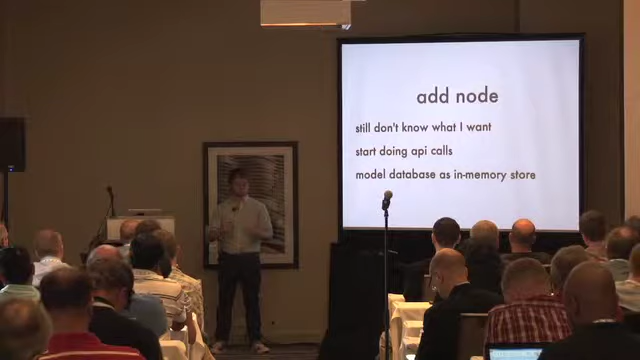 add node
still don't know what I want
start doing api calls
model database as in-memory store